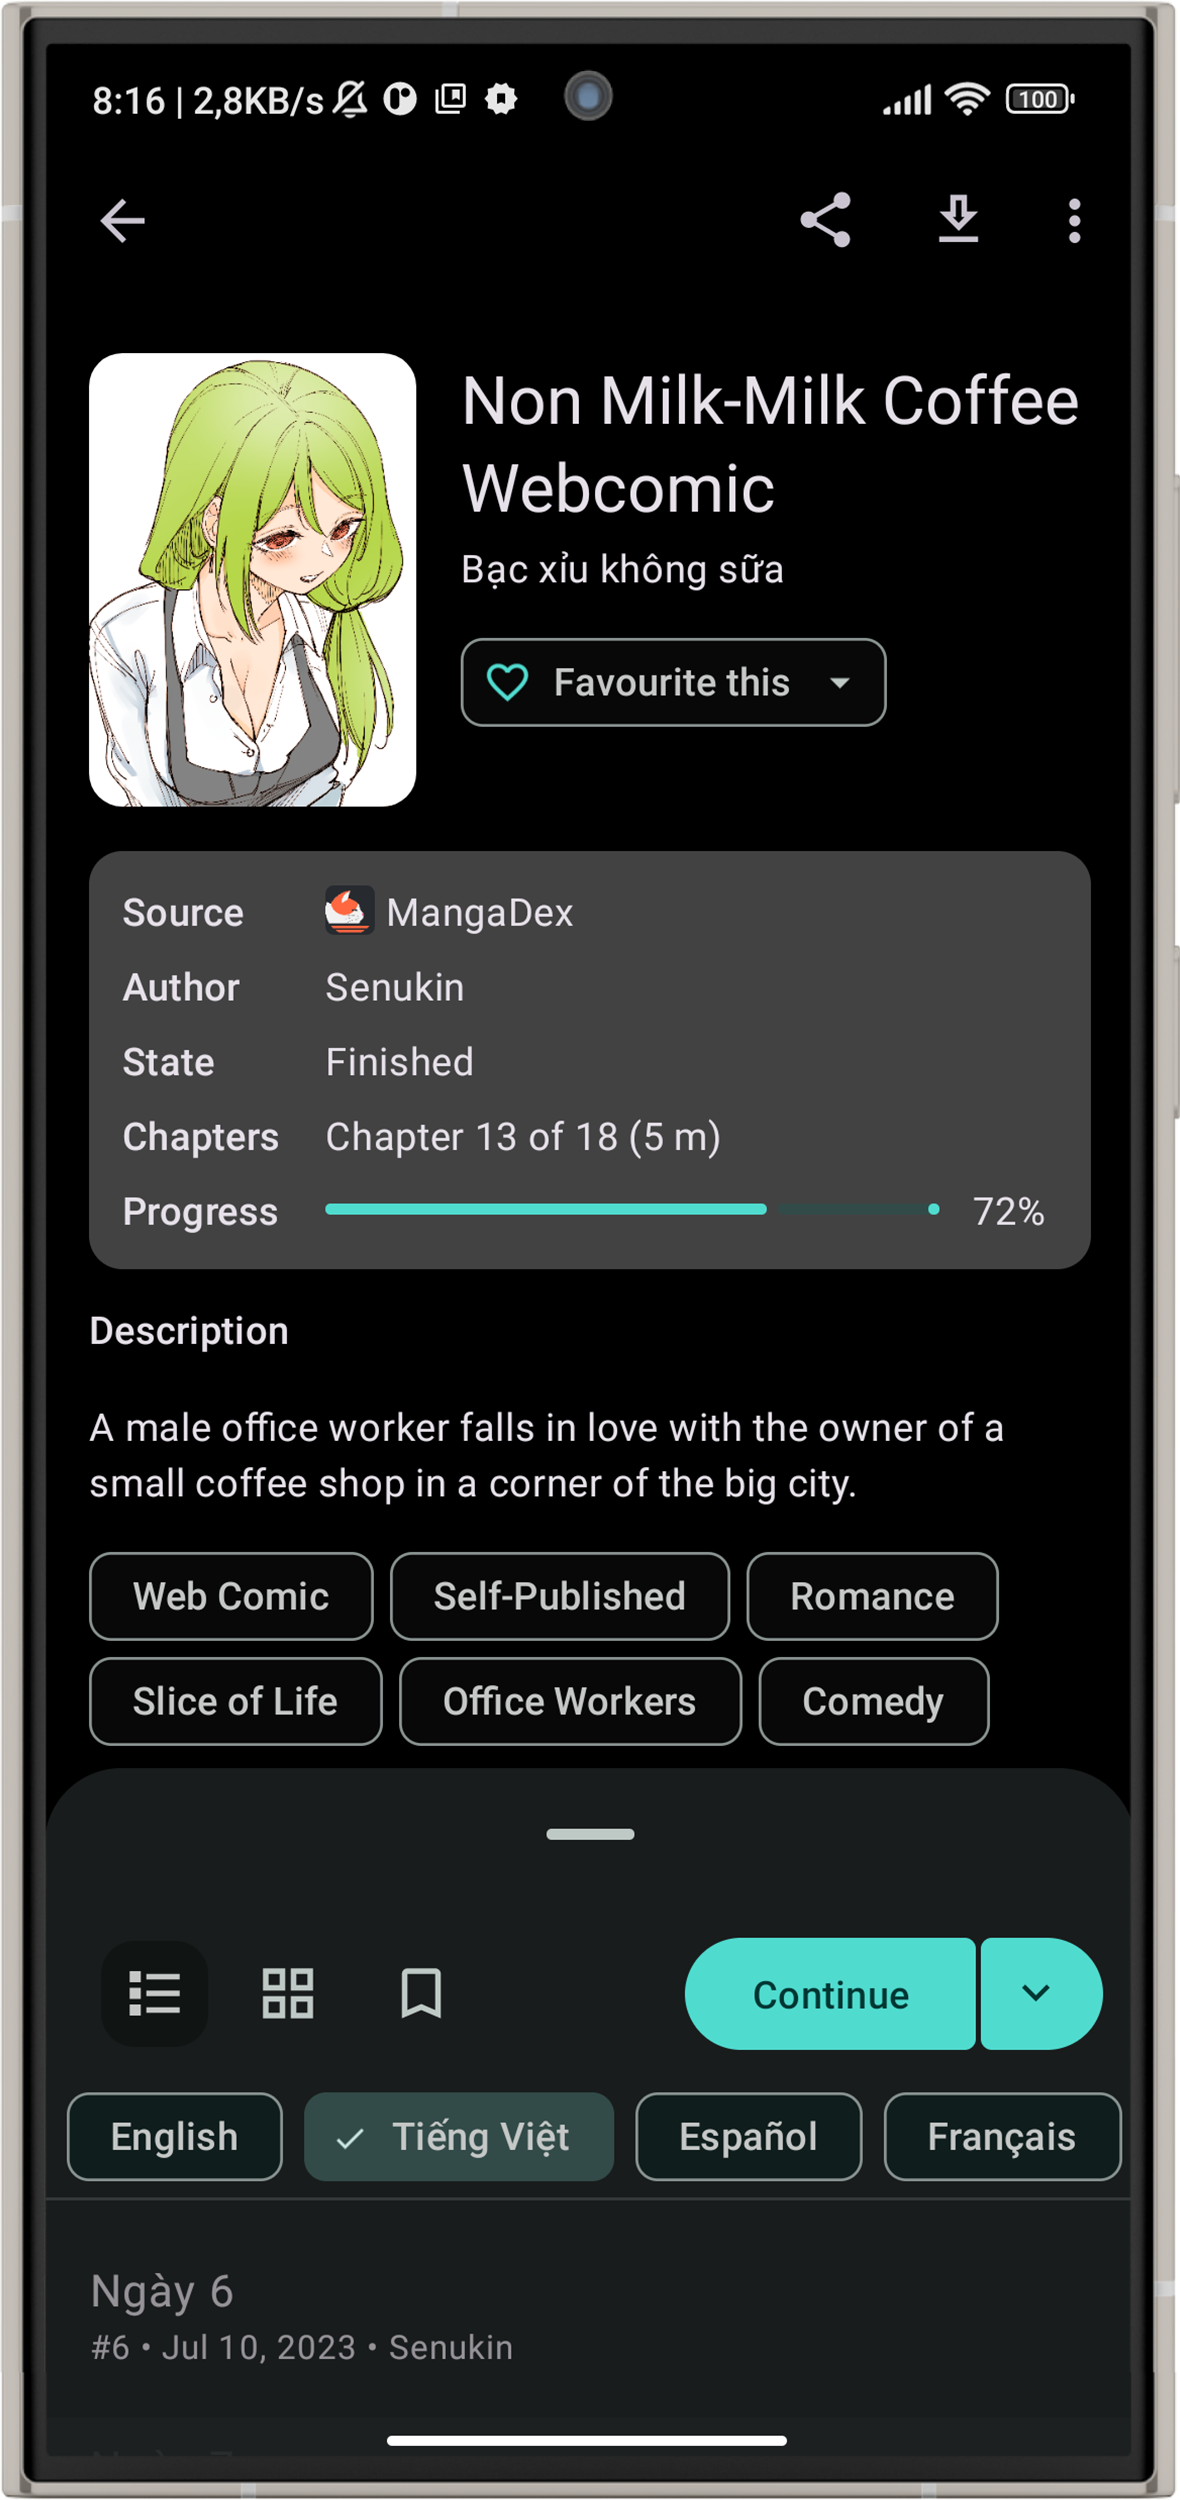 8:16 | 2,8KB/s
100
Non Milk-Milk Coffee
Webcomic
Bạc xỉu không sữa
Favourite this
Source MangaDex
Author Senukin
State Finished
Chapters Chapter 13 of 18 (5 m)
Progress 72%
Description
A male office worker falls in love with the owner of a
small coffee shop in a corner of the big city.
Web Comic Self-Published Romance
Slice of Life Office Workers Comedy
Continue
English Tiếng Việt Español Français
Ngày 6
#6 • Jul 10, 2023 • Senukin